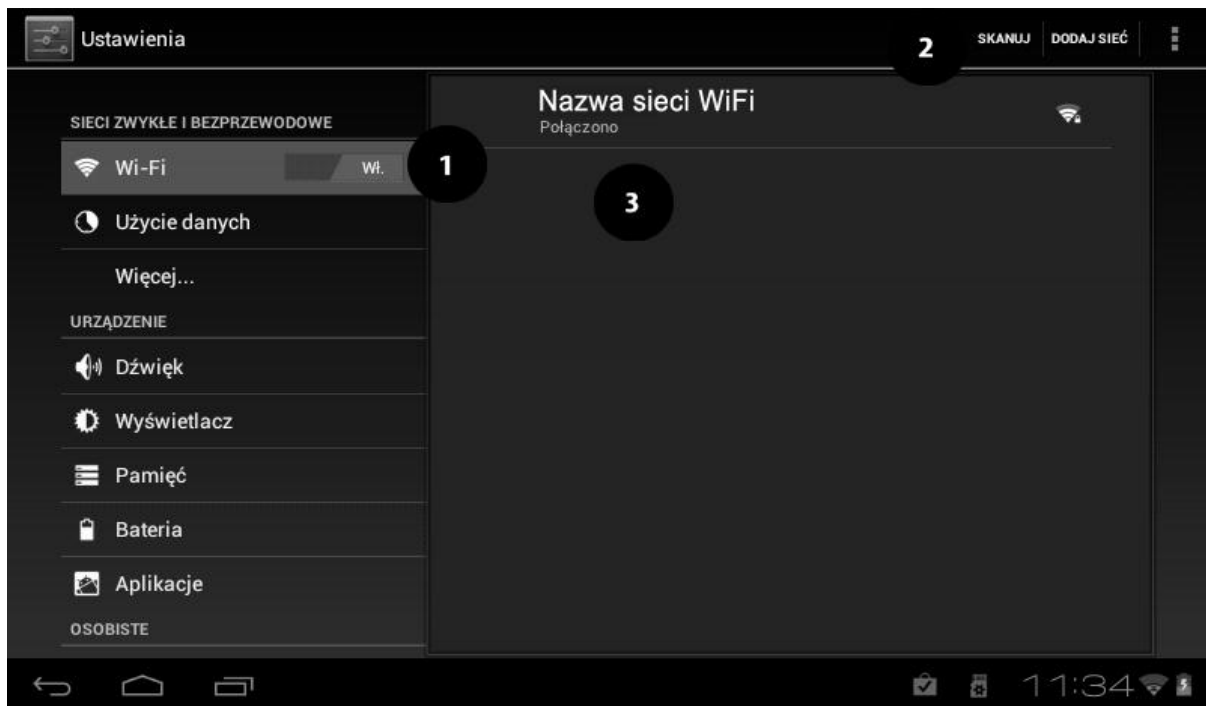 Ustawienia
2
SKANUJ
DODAJ SIEĆ
SIECI ZWYKŁE I BEZPRZEWODOWE
Wi-Fi
Wł.
1
Użycie danych
Więcej...
URZĄDZENIE
Dźwięk
Wyświetlacz
Pamięć
Bateria
Aplikacje
OSOBISTE
Nazwa sieci WiFi
Połączono
3
11:34